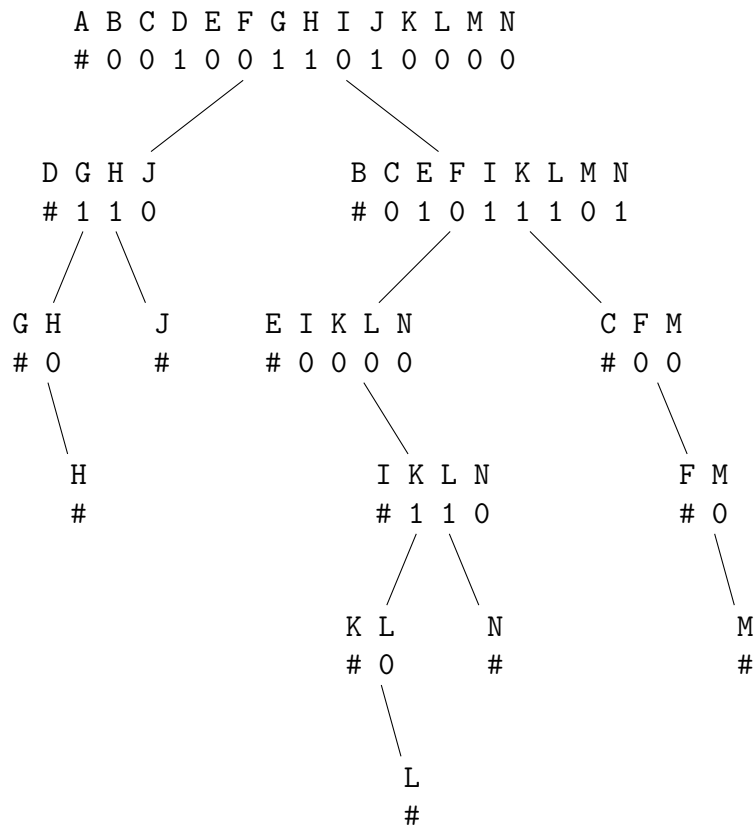 A B C D E F G H I J K L M N
# 0 0 1 0 0 1 1 0 1 0 0 0 0
D G H J
# 1 1 0
B C E F I K L M N
# 0 1 0 1 1 1 0 1
G H
# 0
J
#
E I K L N
# 0 0 0 0
C F M
# 0 0
H
#
I K L N
# 1 1 0
F M
# 0
K L
# 0
N
#
M
#
L
#